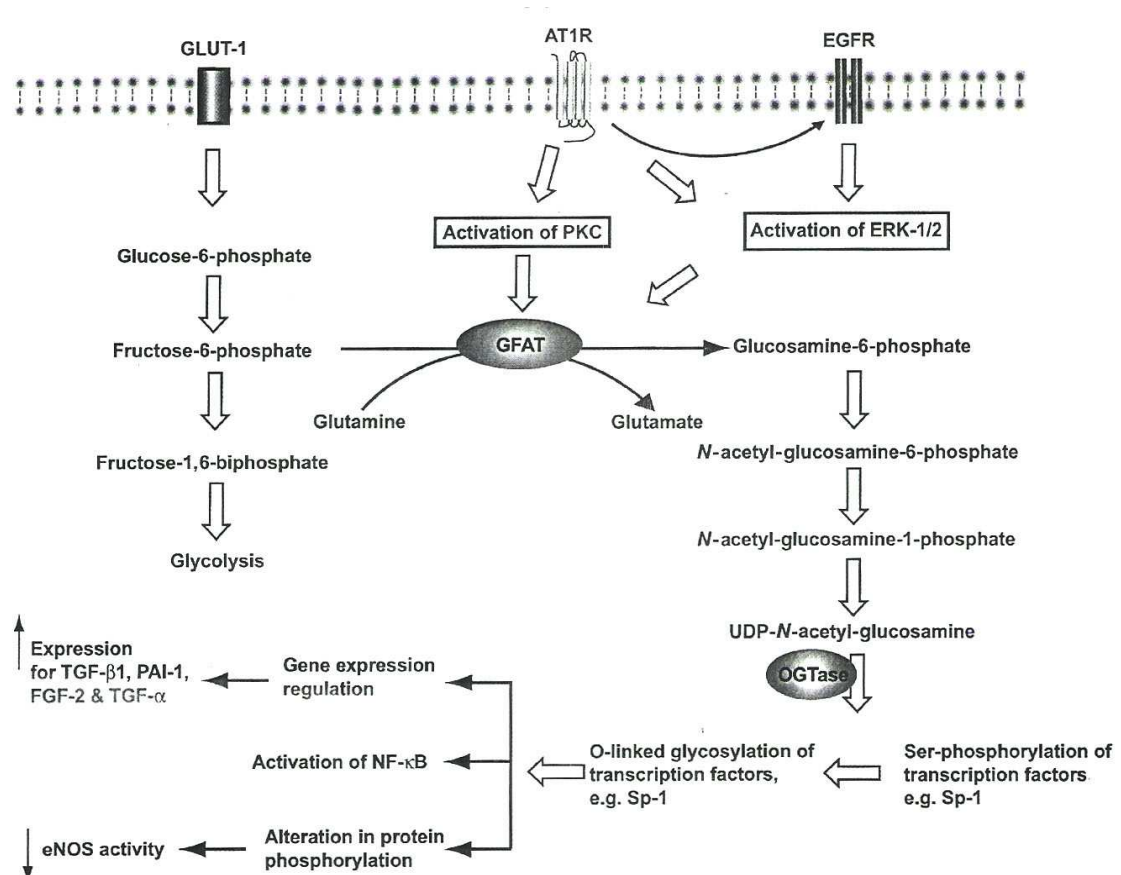 GLUT-1
AT1R
EGFR
Activation of PKC
Activation of ERK-1/2
Glucose-6-phosphate
Fructose-6-phosphate
GFAT
Glucosamine-6-phosphate
Glutamine
Glutamate
Fructose-1,6-biphosphate
N-acetyl-glucosamine-6-phosphate
Glycolysis
N-acetyl-glucosamine-1-phosphate
UDP-N-acetyl-glucosamine
OGTase
Expression
for TGF-β1, PAI-1,
FGF-2 & TGF-α
Gene expression
regulation
Activation of NF-κB
O-linked glycosylation of
transcription factors,
e.g. Sp-1
Ser-phosphorylation of
transcription factors
e.g. Sp-1
eNOS activity
Alteration in protein
phosphorylation